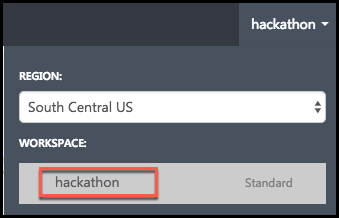 hackathon
REGION:
South Central US
WORKSPACE:
hackathon Standard